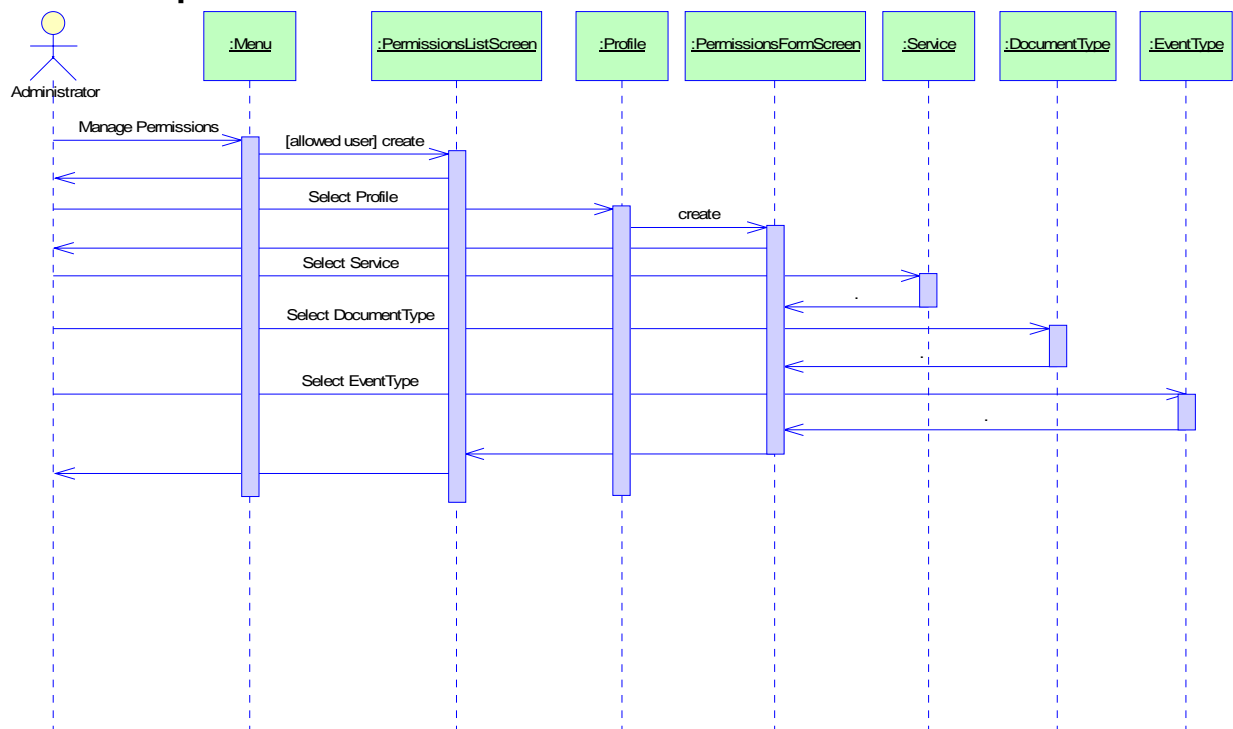 :Menu
:PermissionsListScreen
:Profile
:PermissionsFormScreen
:Service
:DocumentType
:EventType
Administrator
Manage Permissions
[allowed user] create
Select Profile
create
Select Service
.
Select DocumentType
.
Select EventType
.